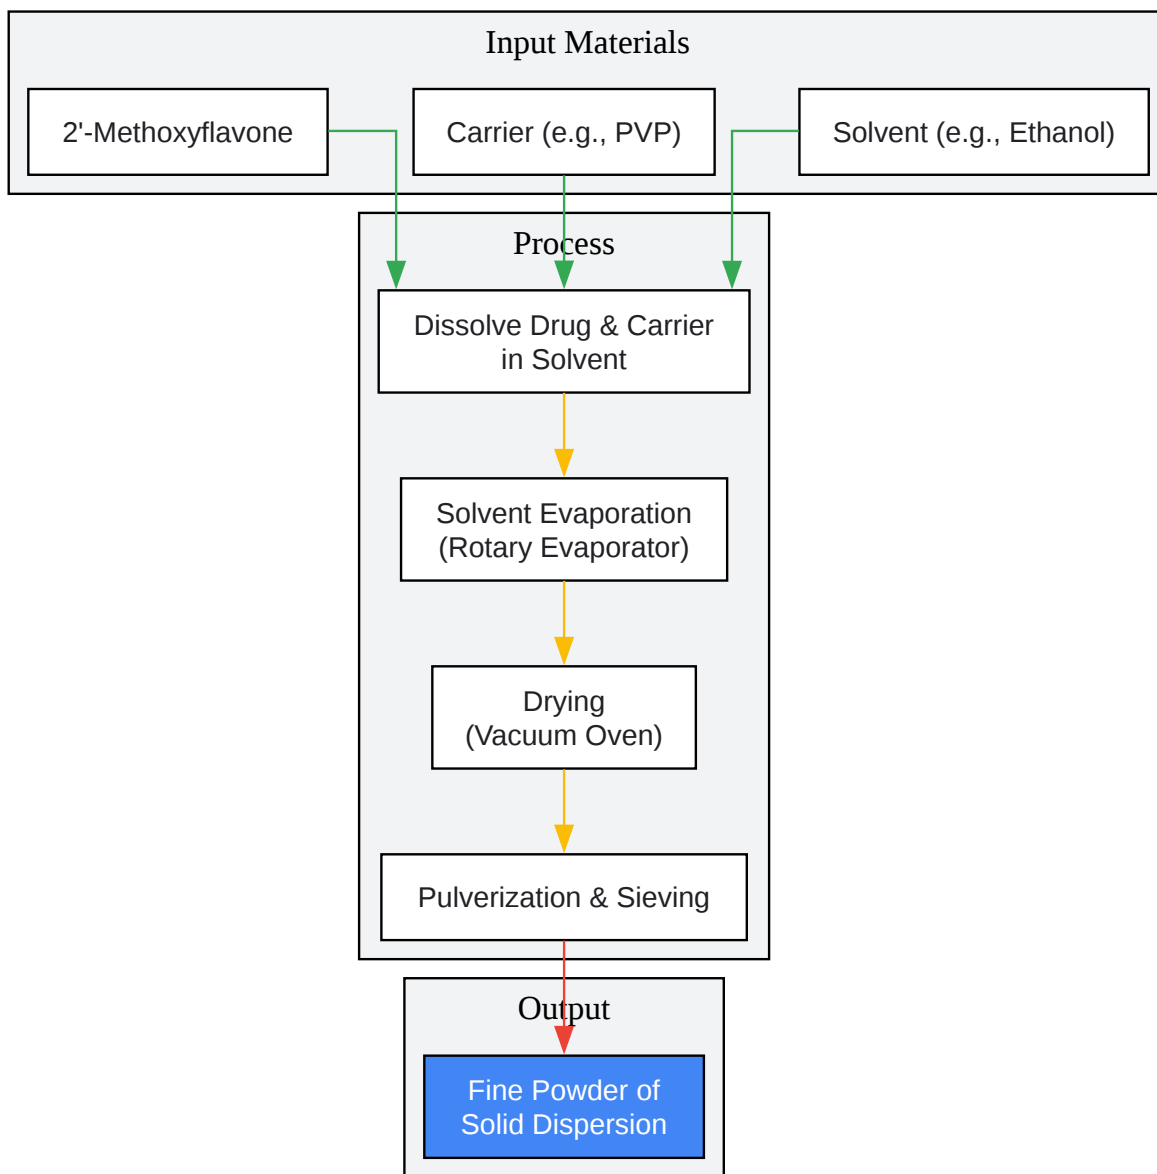 Input Materials
2'-Methoxyflavone
Carrier (e.g., PVP)
Solvent (e.g., Ethanol)
Process
Dissolve Drug & Carrier
in Solvent
Solvent Evaporation
(Rotary Evaporator)
Drying
(Vacuum Oven)
Pulverization & Sieving
Output
Fine Powder of
Solid Dispersion